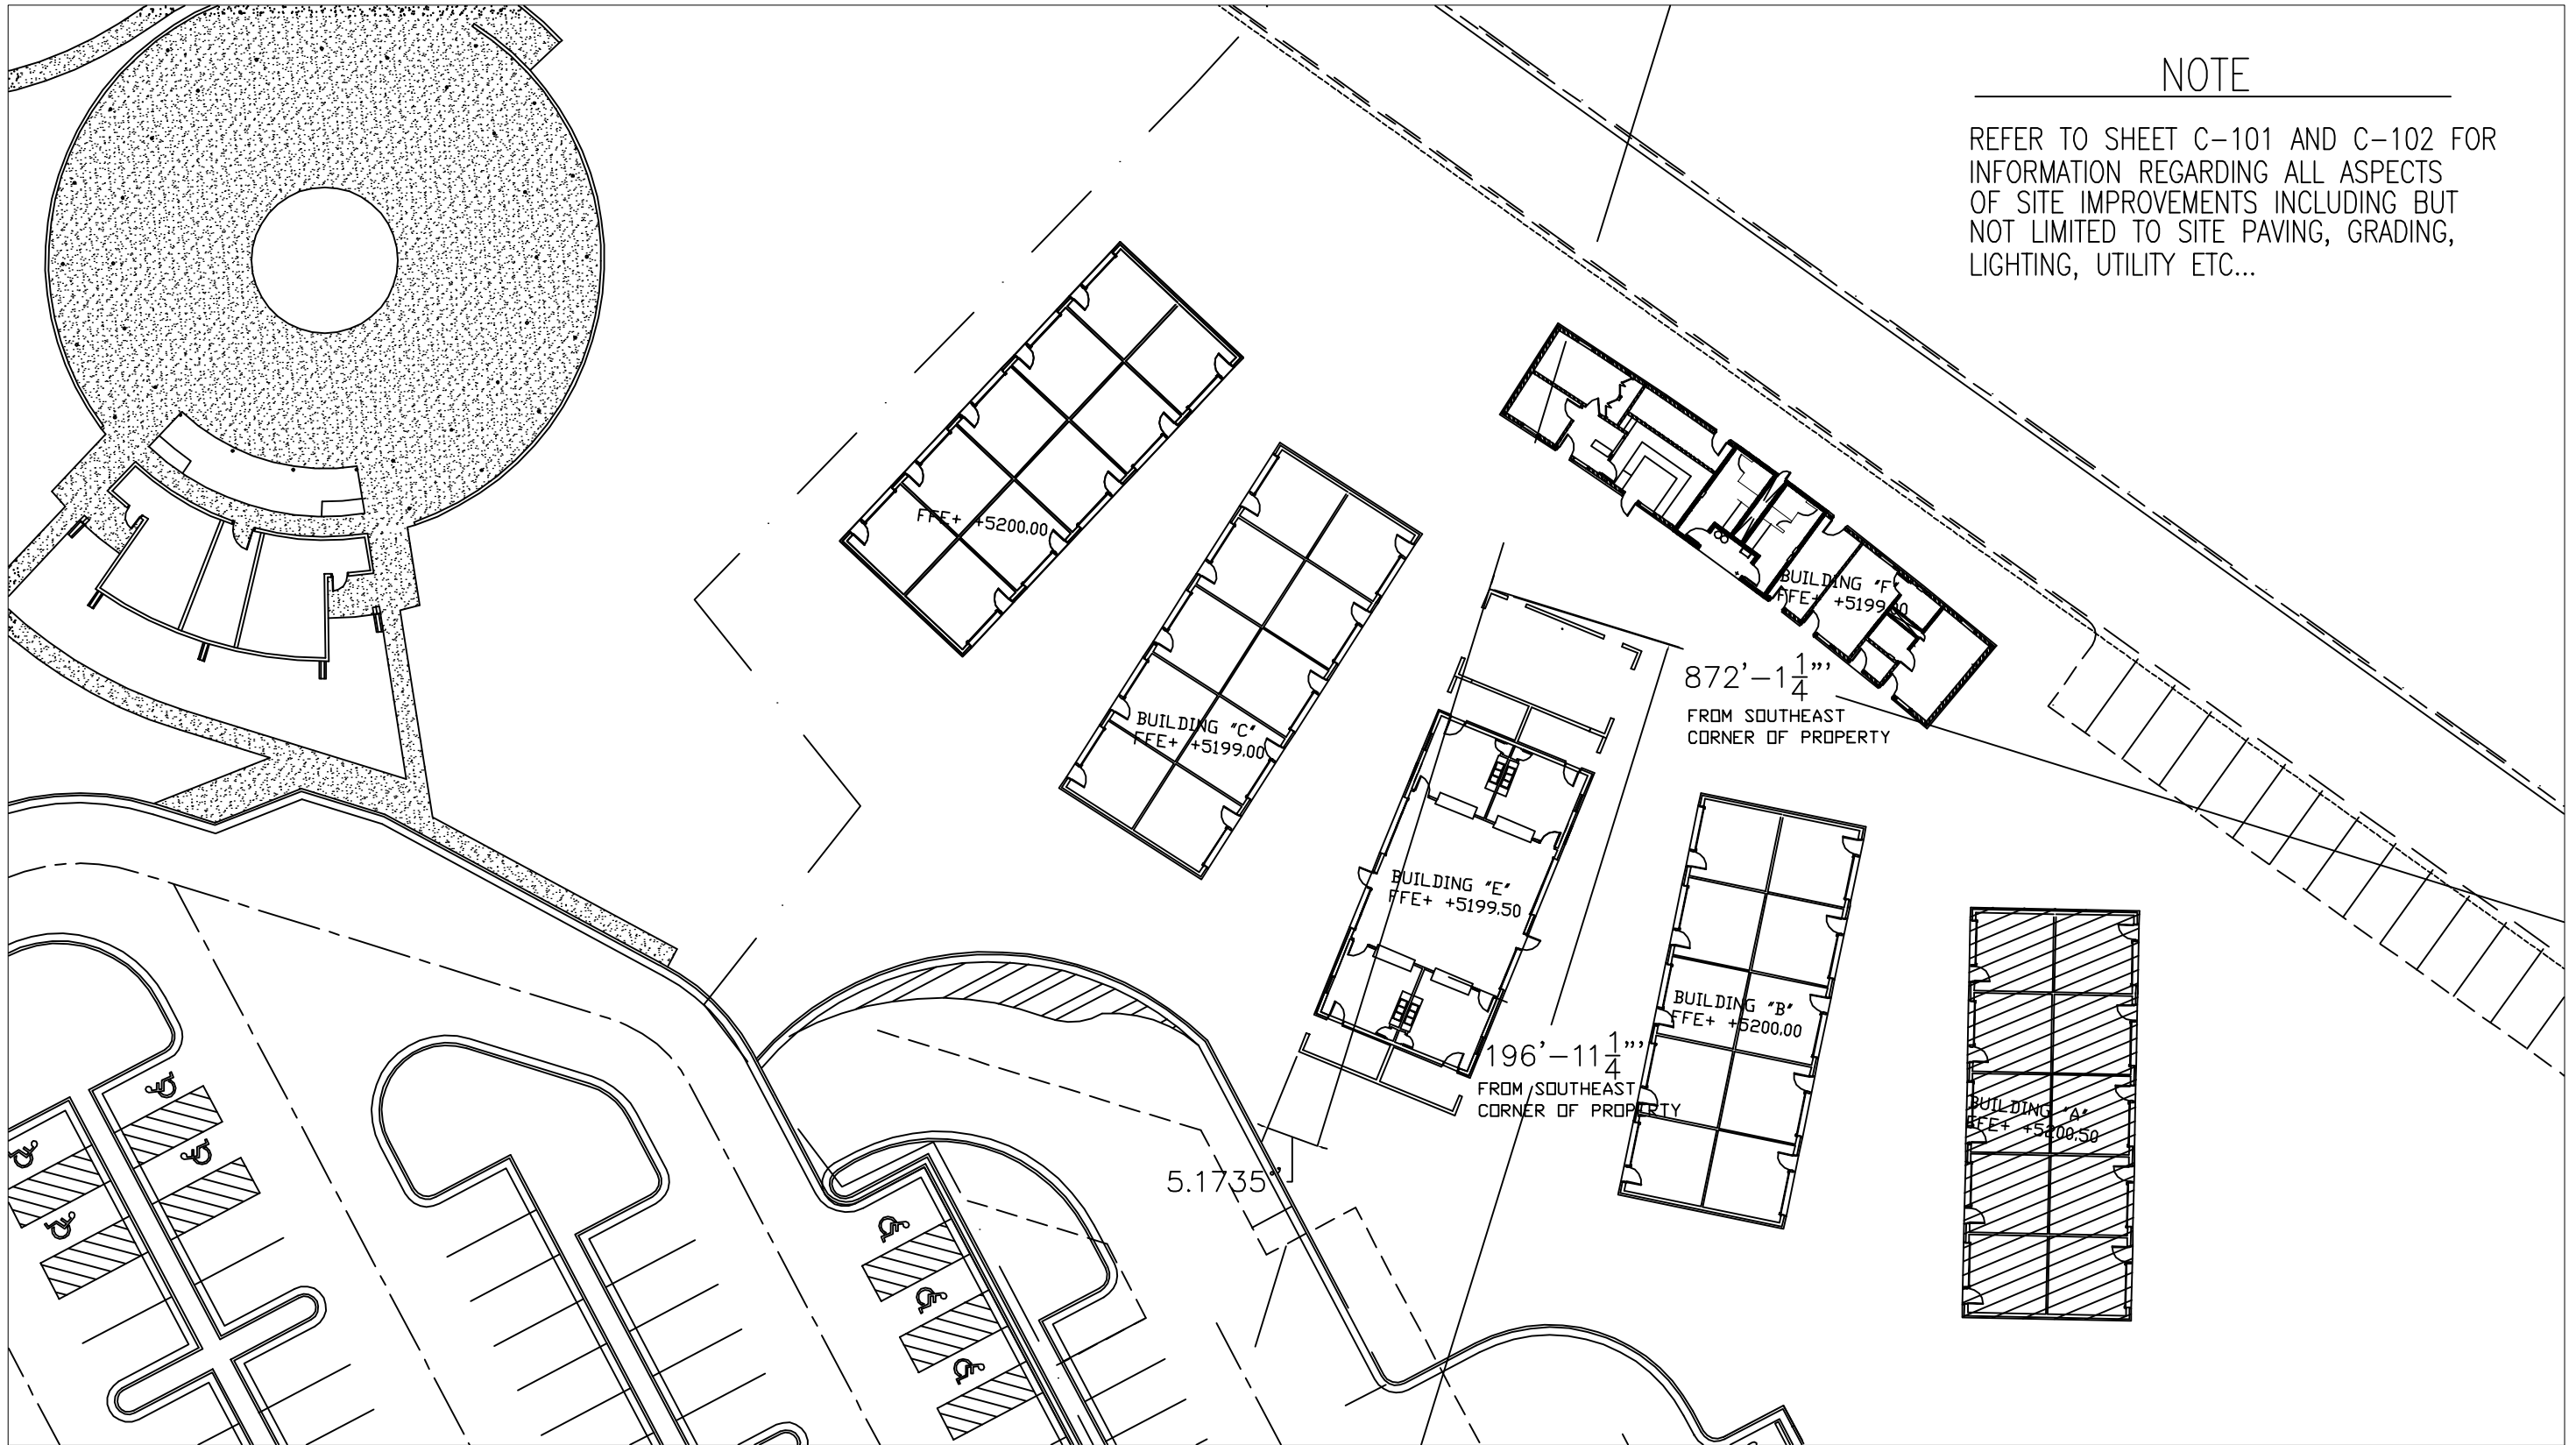 NOTE
REFER TO SHEET C-101 AND C-102 FOR
INFORMATION REGARDING ALL ASPECTS
OF SITE IMPROVEMENTS INCLUDING BUT
NOT LIMITED TO SITE PAVING, GRADING,
LIGHTING, UTILITY ETC...
FFE+ +5200.00
BUILDING "F"
FFE+ +5199.00
872'-1 1/4"'
FROM SOUTHEAST
CORNER OF PROPERTY
BUILDING "C"
FFE+ +5199.00
BUILDING "E"
FFE+ +5199.50
BUILDING "B"
FFE+ +5200.00
196'-11 1/4"'
FROM SOUTHEAST
CORNER OF PROPERTY
BUILDING "A"
FFE+ +5200.50
5.1735'